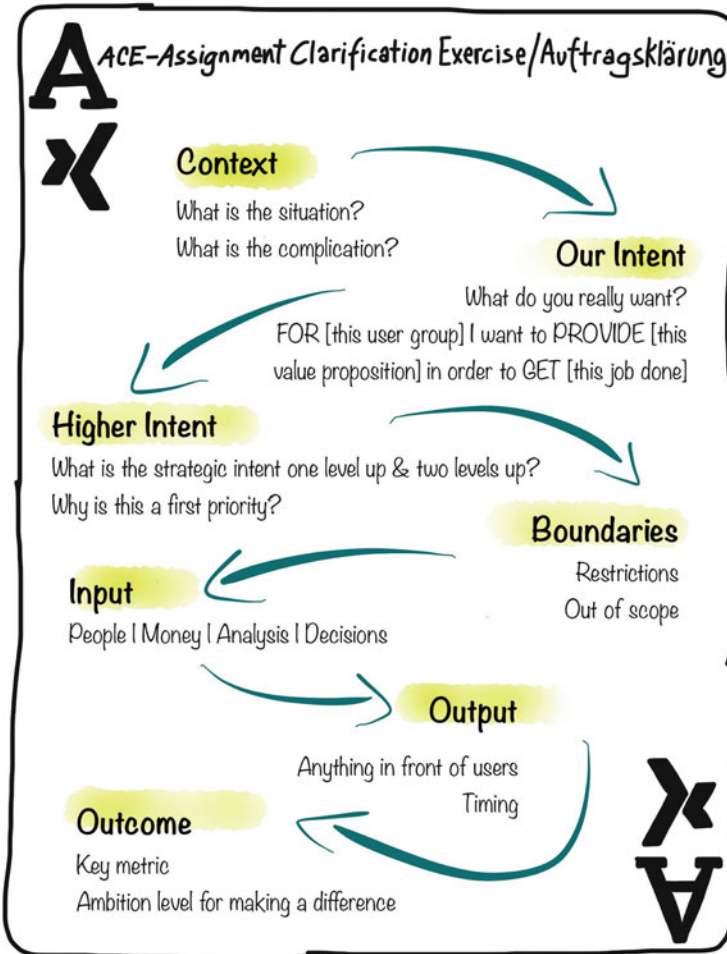 A
ACE-Assignment Clarification Exercise/Auftragsklärung
Context
What is the situation?
What is the complication?
Our Intent
What do you really want?
FOR [this user group] I want to PROVIDE [this
value proposition] in order to GET [this job done]
Higher Intent
What is the strategic intent one level up & two levels up?
Why is this a first priority?
Boundaries
Restrictions
Out of scope
Input
People | Money | Analysis | Decisions
Output
Anything in front of users
Timing
Outcome
Key metric
Ambition level for making a difference
A